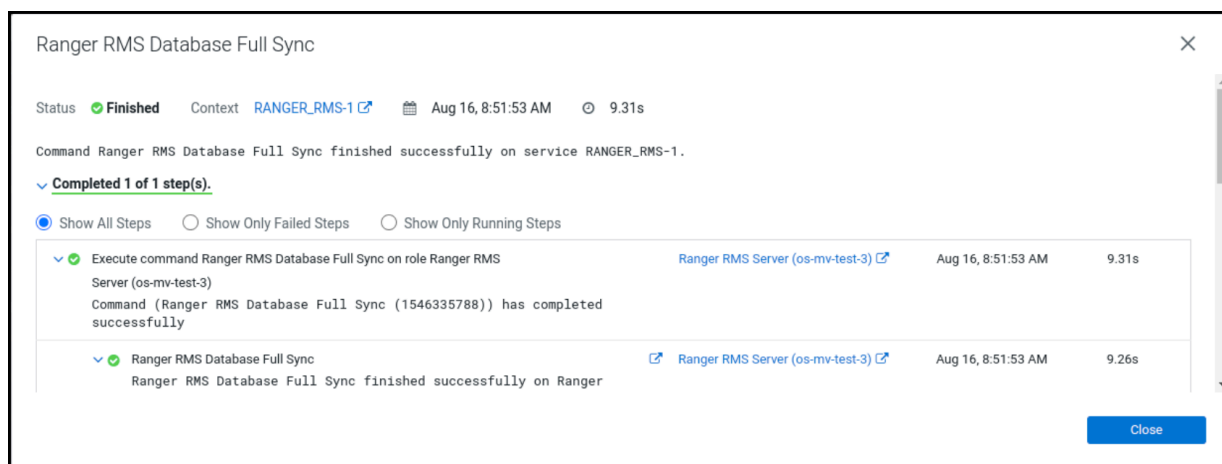 Ranger RMS Database Full Sync
Status Finished Context RANGER_RMS-1 Aug 16, 8:51:53 AM 9.31s
Command Ranger RMS Database Full Sync finished successfully on service RANGER_RMS-1.
Completed 1 of 1 step(s).
Show All Steps Show Only Failed Steps Show Only Running Steps
Execute command Ranger RMS Database Full Sync on role Ranger RMS Ranger RMS Server (os-mv-test-3) Aug 16, 8:51:53 AM 9.31s
Server (os-mv-test-3)
Command (Ranger RMS Database Full Sync (1546335788)) has completed
successfully
Ranger RMS Database Full Sync Ranger RMS Server (os-mv-test-3) Aug 16, 8:51:53 AM 9.26s
Ranger RMS Database Full Sync finished successfully on Ranger
Close